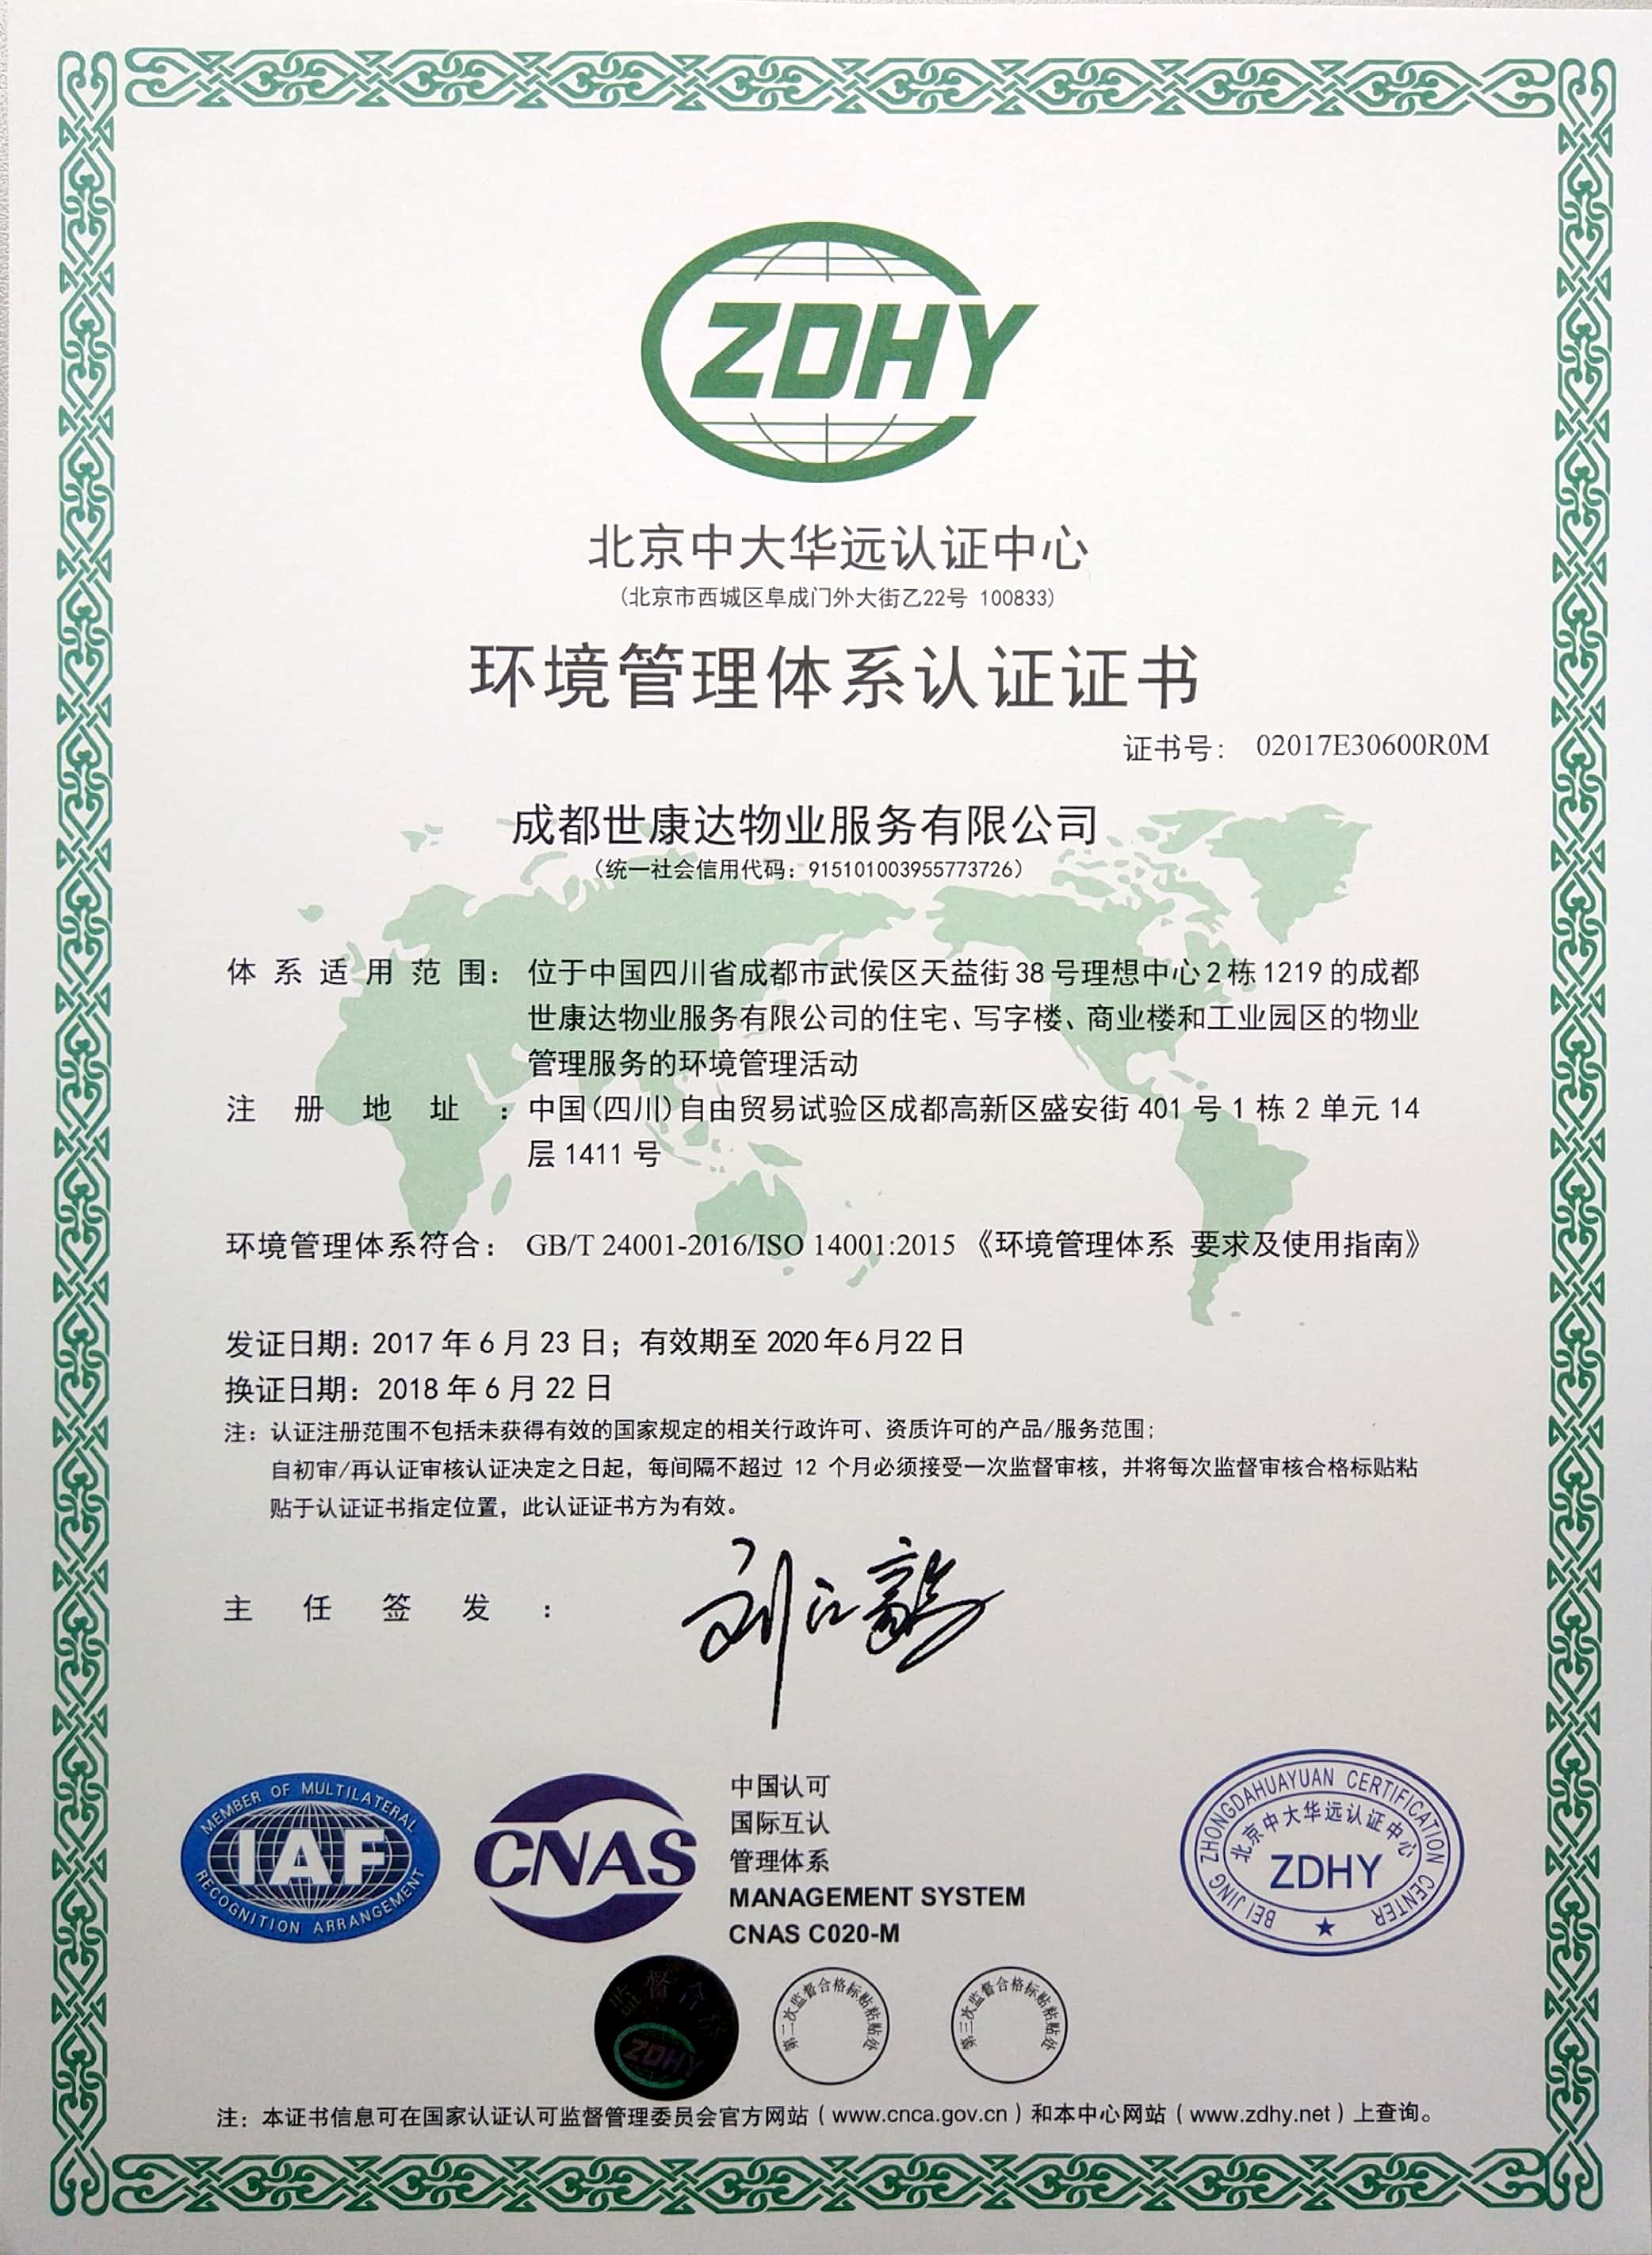 ZDHY
北京中大华远认证中心
(北京市西城区阜成门外大街乙22号 100833)
环境管理体系认证证书
证书号： 02017E30600R0M
成都世康达物业服务有限公司
（统一社会信用代码：915101003955773726）
体系适用范围：位于中国四川省成都市武侯区天益街38号理想中心2栋1219的成都
世康达物业服务有限公司的住宅、写字楼、商业楼和工业园区的物业
管理服务的环境管理活动
注册地址：中国(四川)自由贸易试验区成都高新区盛安街 401 号 1 栋 2 单元 14
层 1411 号
环境管理体系符合： GB/T 24001-2016/ISO 14001:2015 《环境管理体系 要求及使用指南》
发证日期: 2017 年 6 月 23 日；有效期至 2020年6月22日
换证日期：2018 年 6 月 22 日
注：认证注册范围不包括未获得有效的国家规定的相关行政许可、资质许可的产品/服务范围；
自初审/再认证审核认证决定之日起，每间隔不超过 12 个月必须接受一次监督审核，并将每次监督审核合格标贴粘
贴于认证证书指定位置，此认证证书方为有效。
主任签发：
MEMBER OF MULTILATERAL
IAF
RECOGNITION ARRANGEMENT
CNAS
中国认可
国际互认
管理体系
MANAGEMENT SYSTEM
CNAS C020-M
BEIJING ZHONGDAHUAYUAN CERTIFICATION CENTER
北京中大华远认证中心
ZDHY
监督合格
ZDHY
第二次监督合格标贴粘贴处
第三次监督合格标贴粘贴处
注：本证书信息可在国家认证认可监督管理委员会官方网站（www.cnca.gov.cn）和本中心网站（www.zdhy.net）上查询。